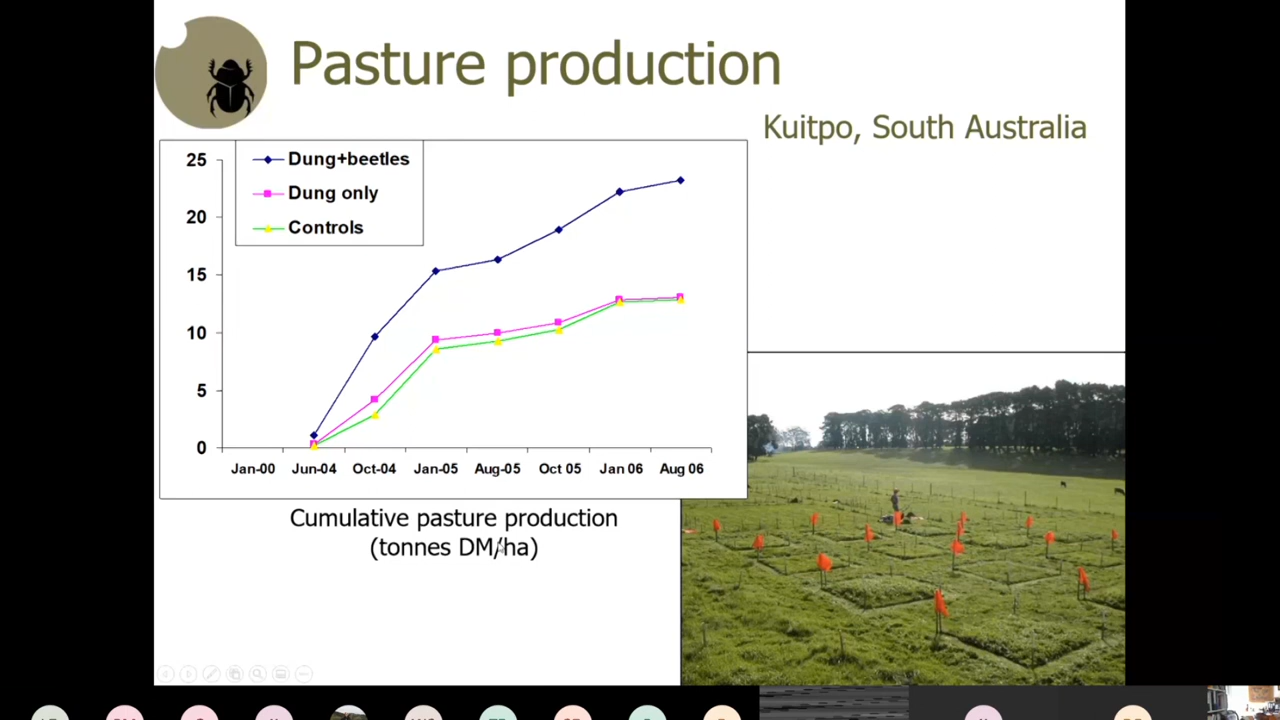 Pasture production
Kuitpo, South Australia
Dung+beetles
Dung only
Controls
25
20
15
10
5
0
Jan-00 Jun-04 Oct-04 Jan-05 Aug-05 Oct 05 Jan 06 Aug 06
Cumulative pasture production
(tonnes DM/ha)